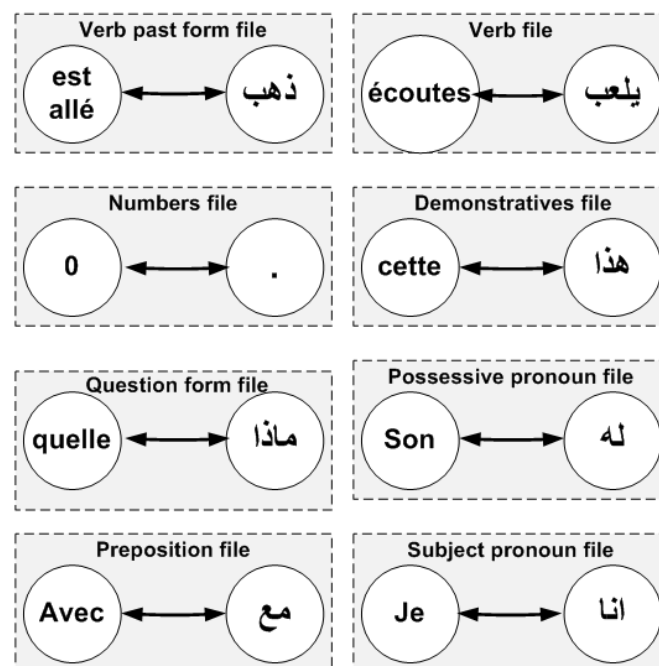 Verb past form file
est
allé
ذهب
Verb file
écoutes
يلعب
Numbers file
0
.
Demonstratives file
cette
هذا
Question form file
quelle
ماذا
Possessive pronoun file
Son
له
Preposition file
Avec
مع
Subject pronoun file
Je
انا